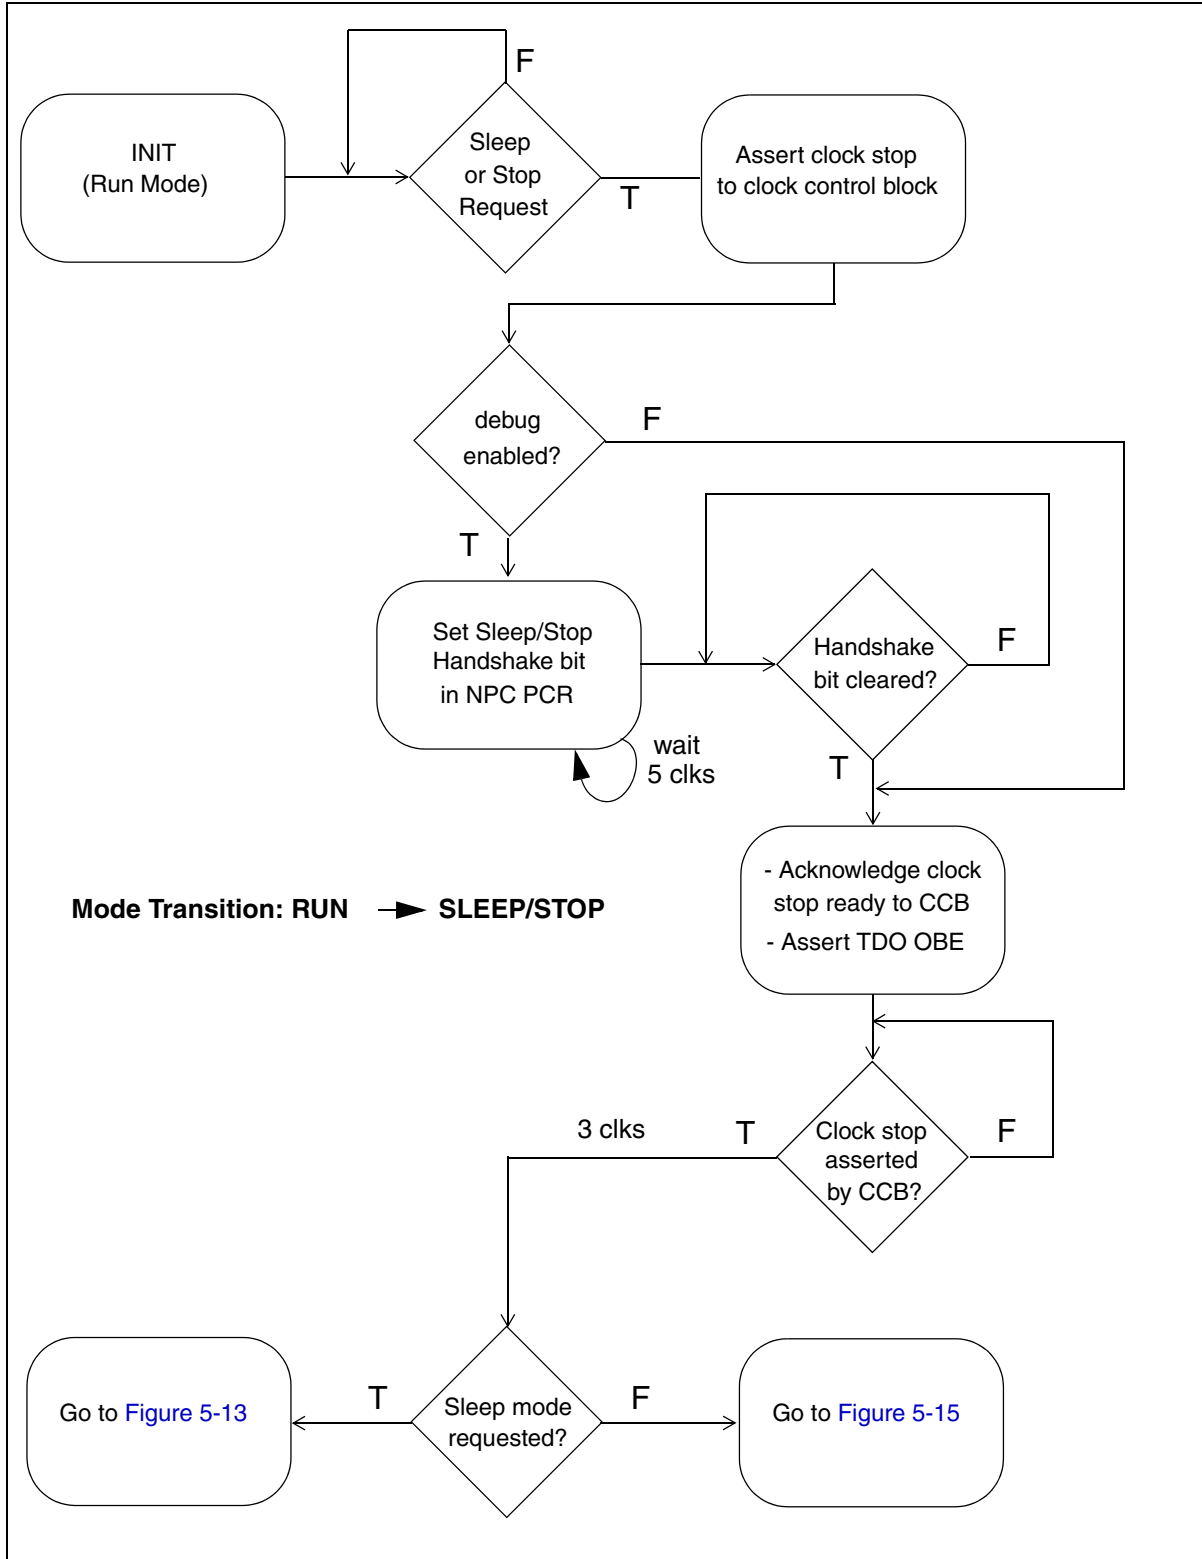 F
INIT
(Run Mode)
Sleep
or Stop
Request
T
Assert clock stop
to clock control block
debug
enabled?
F
T
Set Sleep/Stop
Handshake bit
in NPC PCR
Handshake
bit cleared?
F
wait
5 clks
T
- Acknowledge clock
stop ready to CCB
- Assert TDO OBE
Mode Transition: RUN SLEEP/STOP
3 clks
T
Clock stop
asserted
by CCB?
F
Go to Figure 5-13
T
Sleep mode
requested?
F
Go to Figure 5-15